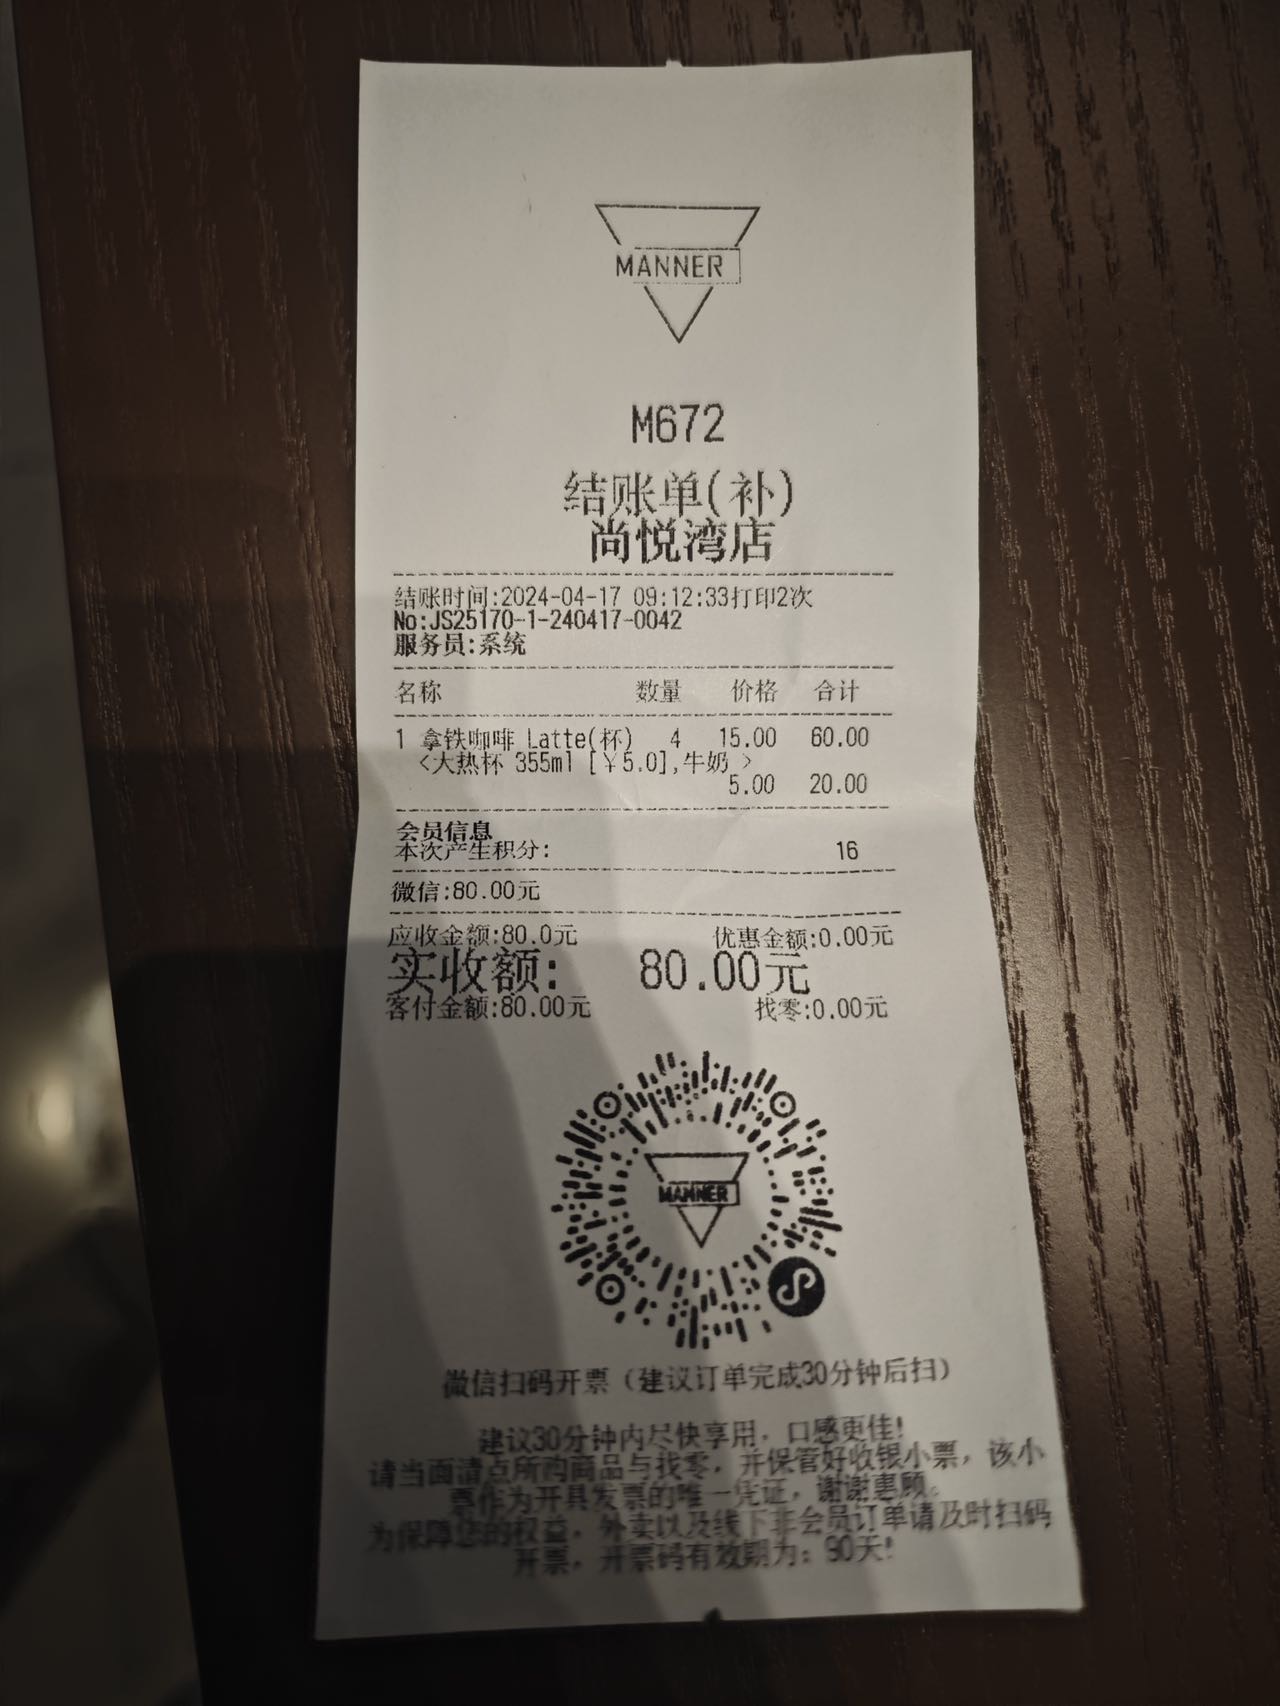 MANNER
M672
结账单(补)
尚悦湾店
结账时间:2024-04-17 09:12:33打印2次
No:JS25170-1-240417-0042
服务员:系统
名称 数量 价格 合计
1 拿铁咖啡 Latte(杯) 4 15.00 60.00
<大热杯 355ml [￥5.0],牛奶 >
5.00 20.00
会员信息
本次产生积分: 16
微信:80.00元
应收金额:80.0元 优惠金额:0.00元
实收额: 80.00元
客付金额:80.00元 找零:0.00元
MANNER
微信扫码开票（建议订单完成30分钟后扫）
建议30分钟内尽快享用，口感更佳!
请当面清点所购商品与找零，并保管好收银小票，该小
票作为开具发票的唯一凭证，谢谢惠顾。
为保障您的权益，外卖以及线下非会员订单请及时扫码
开票，开票码有效期为：90天!